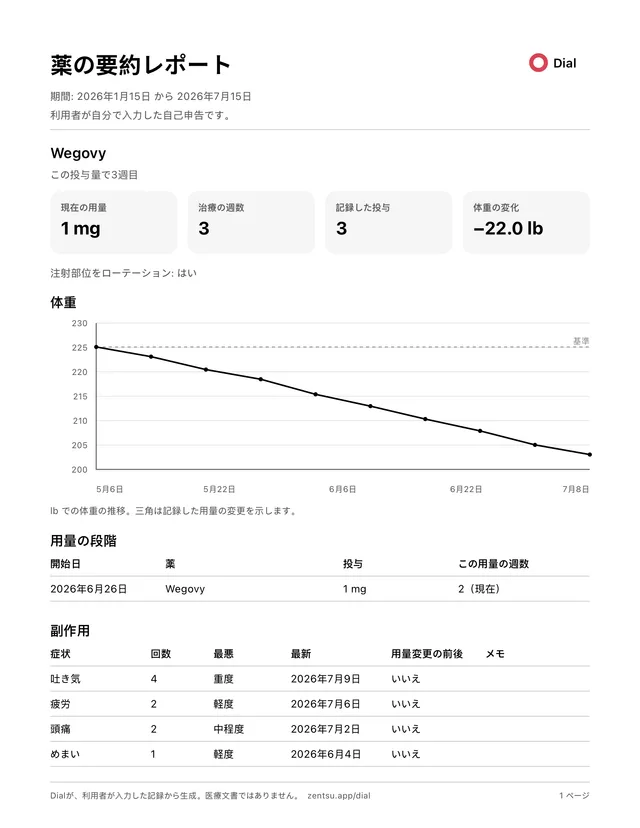 薬の要約レポート
Dial
期間: 2026年1月15日 から 2026年7月15日
利用者が自分で入力した自己申告です。
Wegovy
この投与量で3週目
現在の用量 治療の週数 記録した投与 体重の変化
1 mg 3 3 −22.0 lb
注射部位をローテーション: はい
体重
230
225
基準
220
215
210
205
200
5月6日 5月22日 6月6日 6月22日 7月8日
lb での体重の推移。三角は記録した用量の変更を示します。
用量の段階
開始日 薬 投与 この用量の週数
2026年6月26日 Wegovy 1 mg 2（現在）
副作用
症状 回数 最悪 最新 用量変更の前後 メモ
吐き気 4 重度 2026年7月9日 いいえ
疲労 2 軽度 2026年7月6日 いいえ
頭痛 2 中程度 2026年7月2日 いいえ
めまい 1 軽度 2026年6月4日 いいえ
Dialが、利用者が入力した記録から生成。医療文書ではありません。 zentsu.app/dial 1 ページ